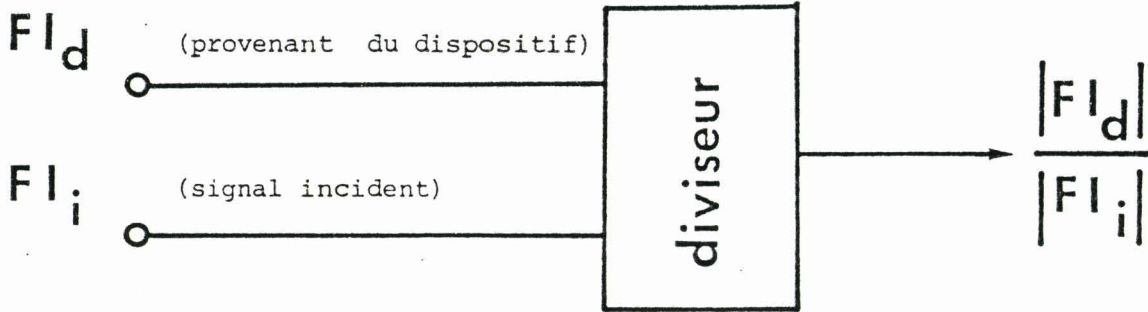 FI_d (provenant du dispositif)
FI_i (signal incident)
diviseur
|FI_d|
|FI_i|